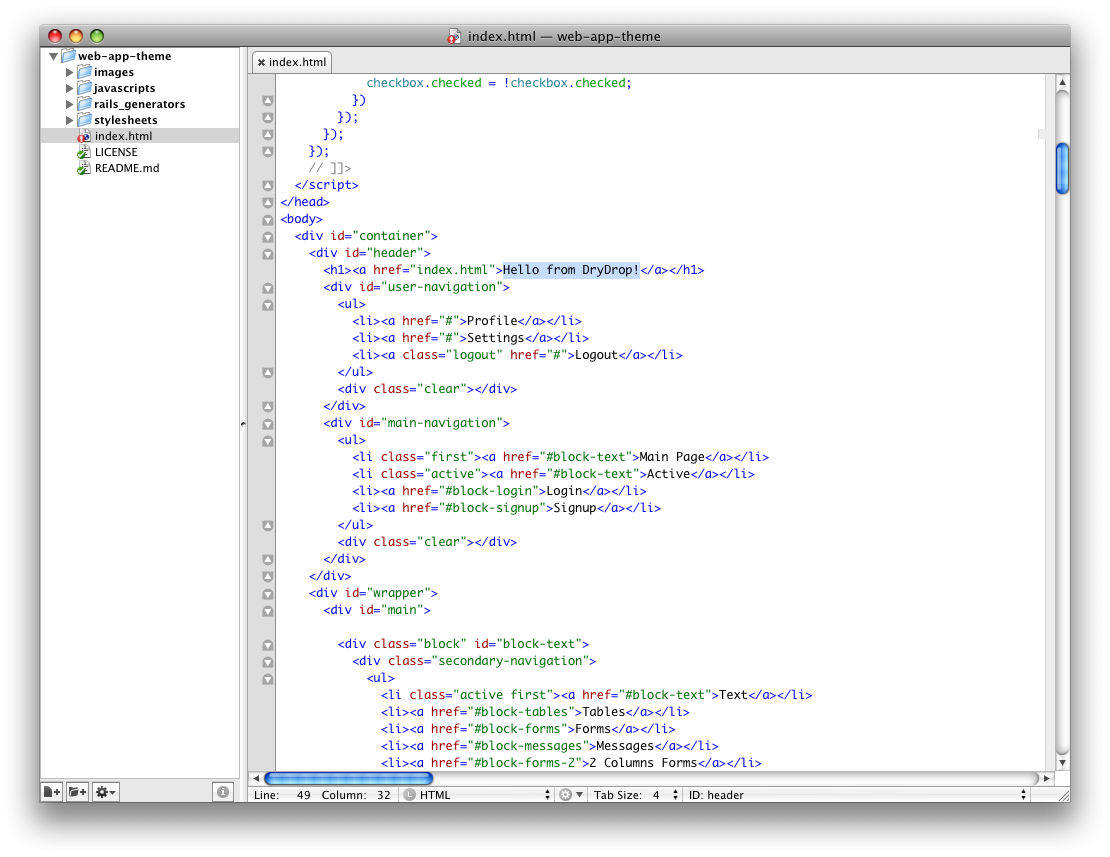 index.html — web-app-theme
web-app-theme
images
javascripts
rails_generators
stylesheets
index.html
LICENSE
README.md
index.html
checkbox.checked = !checkbox.checked;
})
});
});
});
// ]]>
</script>
</head>
<body>
<div id="container">
<div id="header">
<h1><a href="index.html">Hello from DryDrop!</a></h1>
<div id="user-navigation">
<ul>
<li><a href="#">Profile</a></li>
<li><a href="#">Settings</a></li>
<li><a class="logout" href="#">Logout</a></li>
</ul>
<div class="clear"></div>
</div>
<div id="main-navigation">
<ul>
<li class="first"><a href="#block-text">Main Page</a></li>
<li class="active"><a href="#block-text">Active</a></li>
<li><a href="#block-login">Login</a></li>
<li><a href="#block-signup">Signup</a></li>
</ul>
<div class="clear"></div>
</div>
</div>
<div id="wrapper">
<div id="main">
<div class="block" id="block-text">
<div class="secondary-navigation">
<ul>
<li class="active first"><a href="#block-text">Text</a></li>
<li><a href="#block-tables">Tables</a></li>
<li><a href="#block-forms">Forms</a></li>
<li><a href="#block-messages">Messages</a></li>
<li><a href="#block-forms-2">2 Columns Forms</a></li>
Line: 49 Column: 32 L HTML Tab Size: 4 ID: header